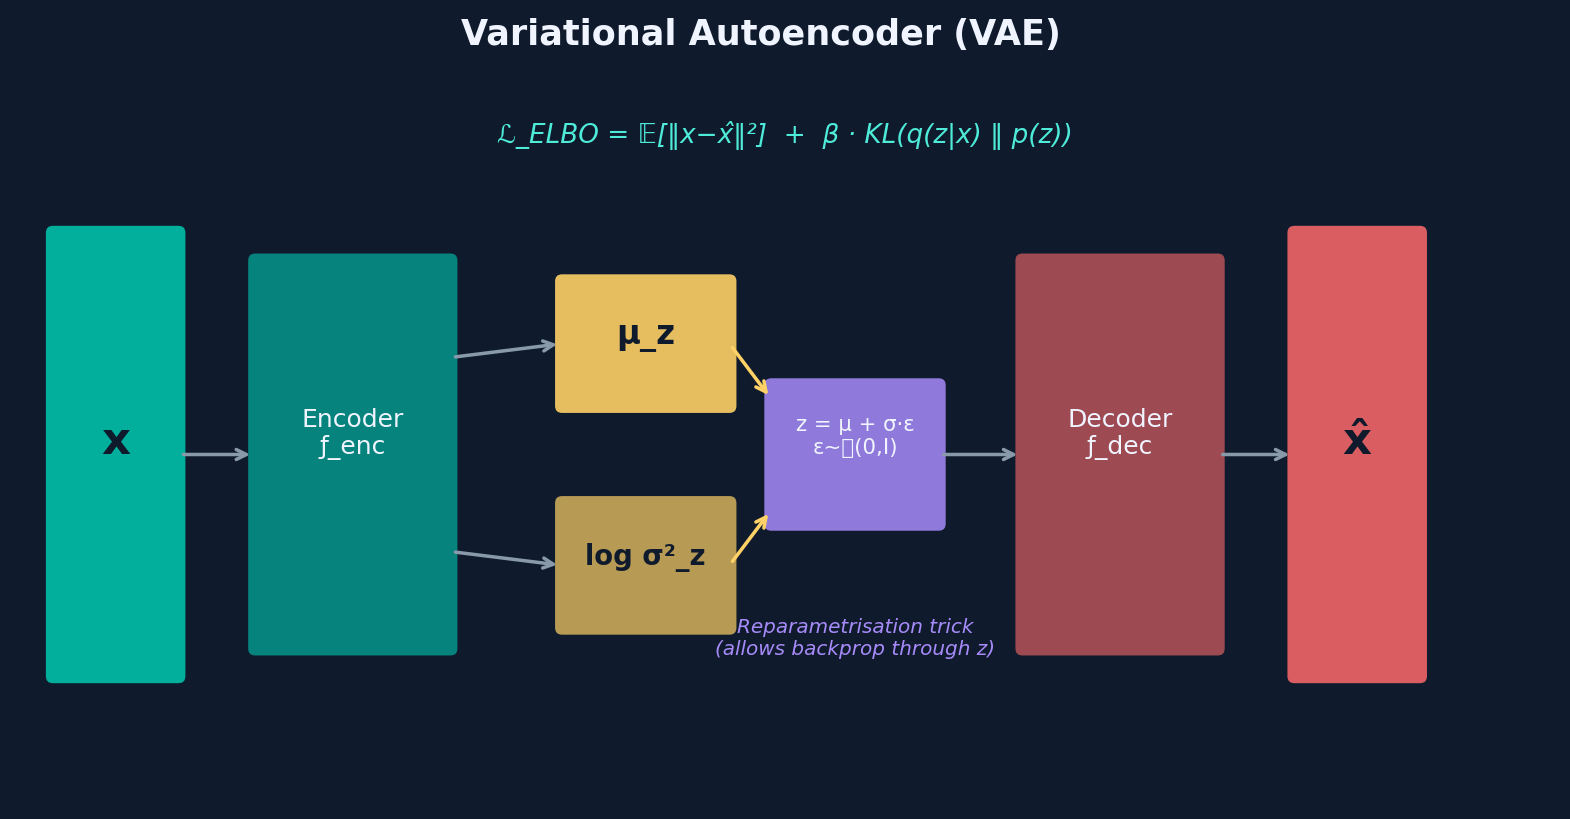 Variational Autoencoder (VAE)
ℒ_ELBO = 𝔼[‖x−x̂‖²] + β · KL(q(z|x) ‖ p(z))
x
Encoder
ƒ_enc
μ_z
log σ²_z
z = μ + σ·ε
ε~▯(0,I)
Reparametrisation trick
(allows backprop through z)
Decoder
ƒ_dec
x̂